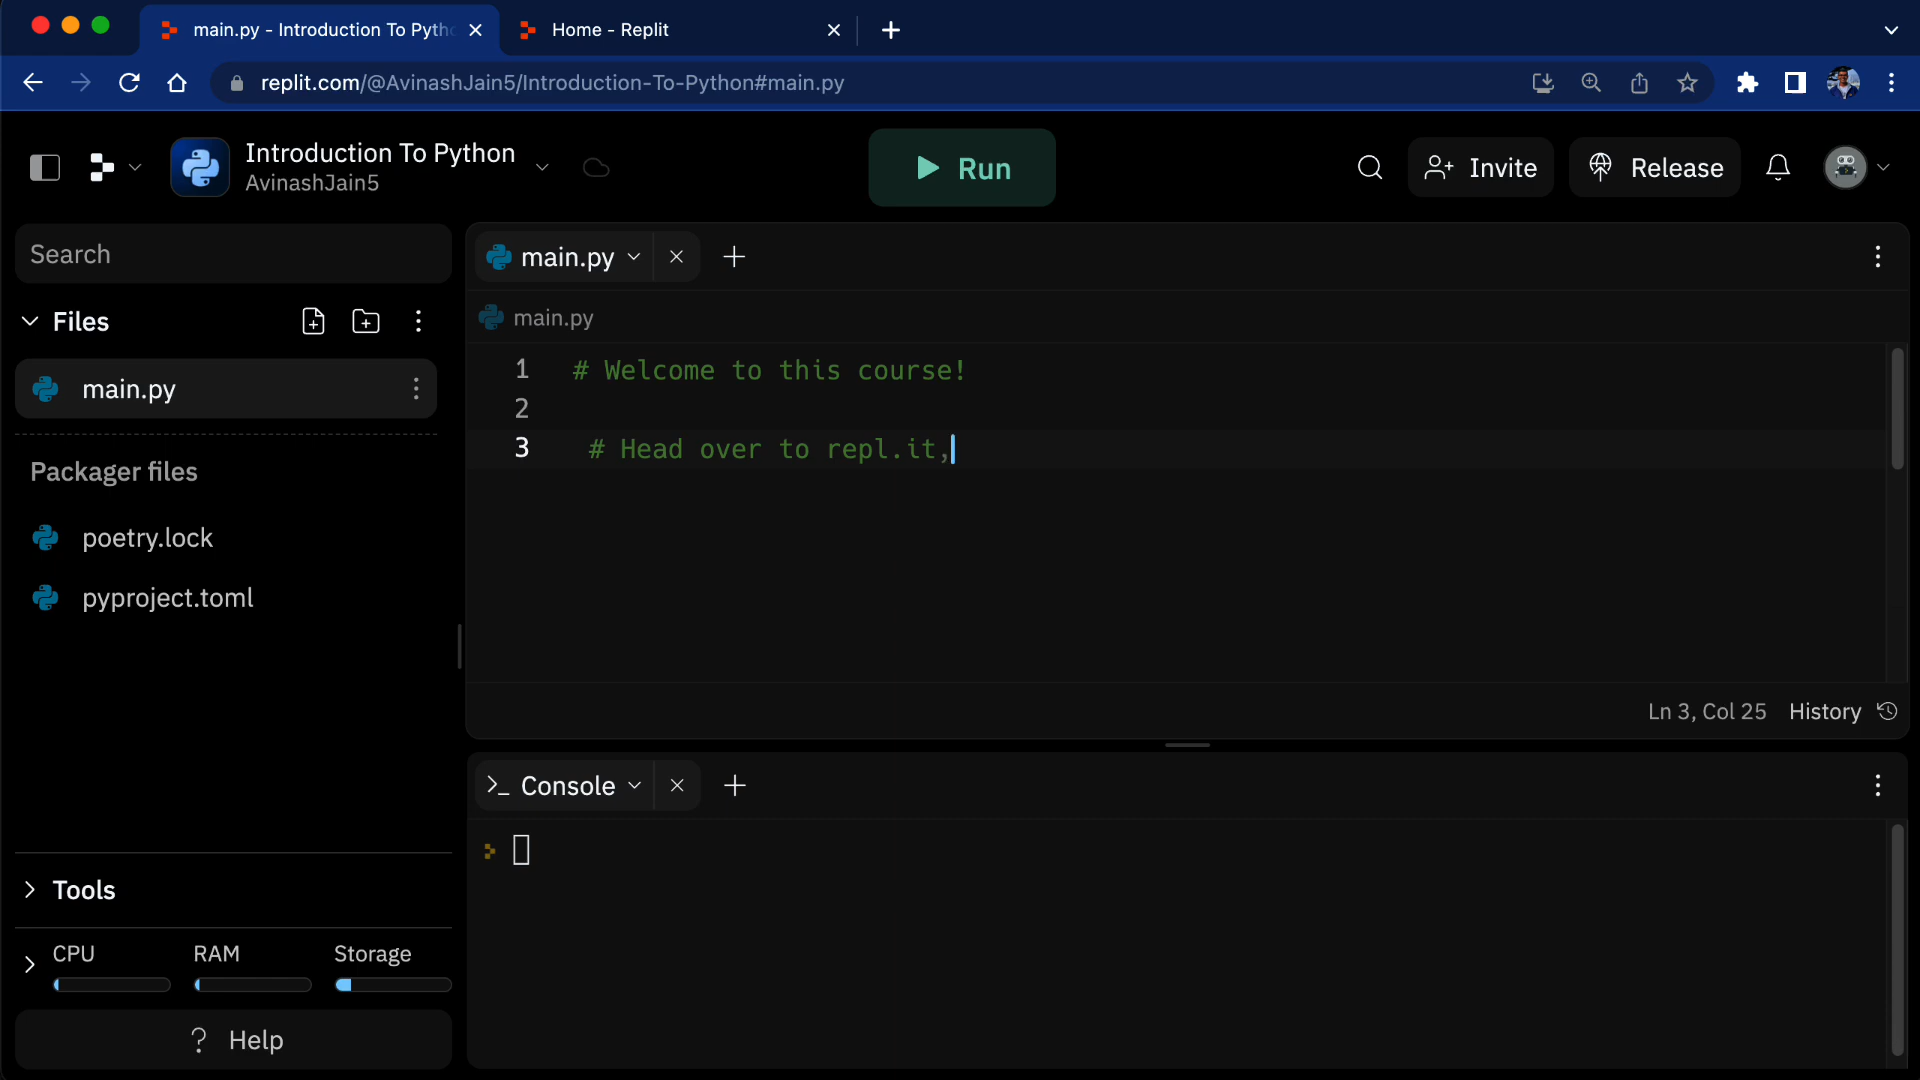 main.py - Introduction To Pyth
Home - Replit
replit.com/@AvinashJain5/Introduction-To-Python#main.py
Introduction To Python
AvinashJain5
Run
Invite
Release
Search
Files
main.py
Packager files
poetry.lock
pyproject.toml
Tools
CPU RAM Storage
? Help
main.py
main.py
1 # Welcome to this course!
2
3 # Head over to repl.it,
Ln 3, Col 25 History
>_ Console